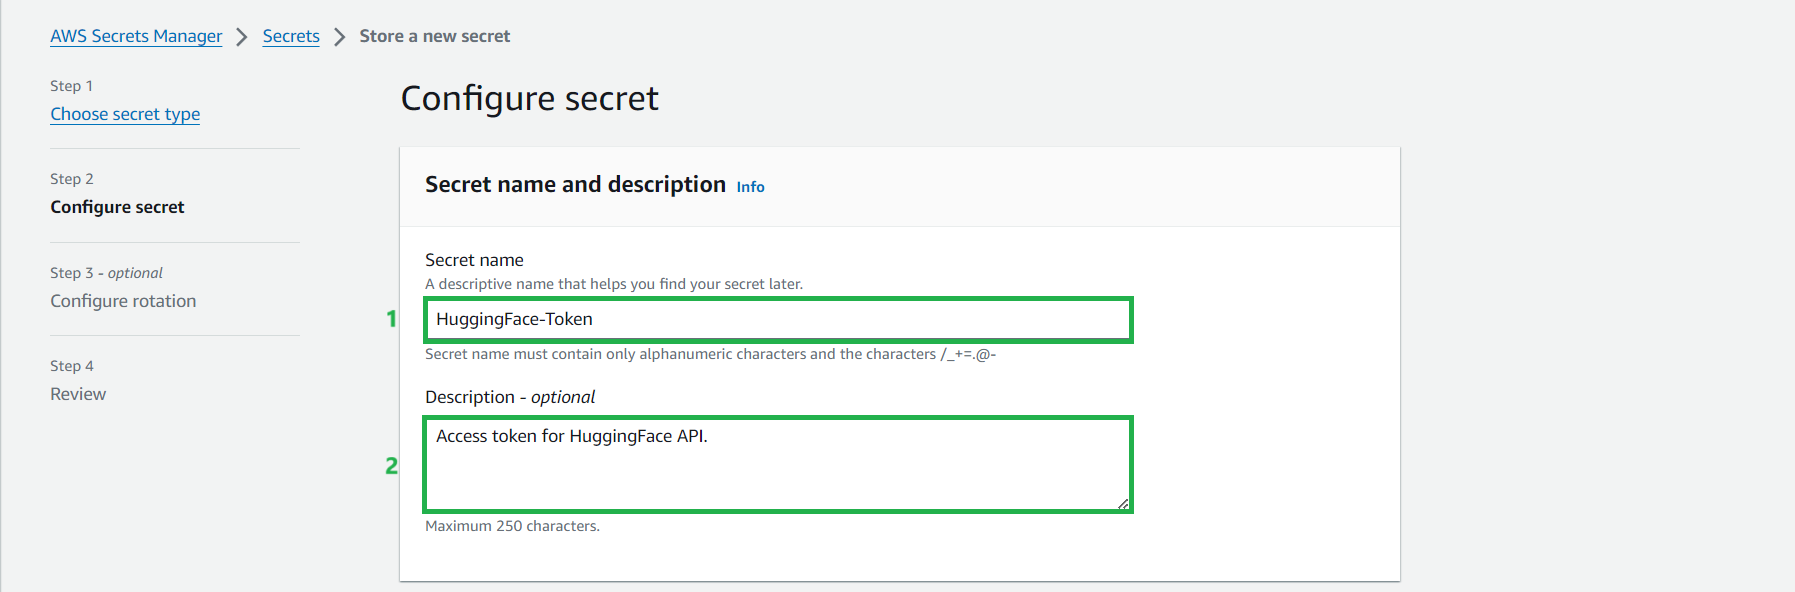 AWS Secrets Manager > Secrets > Store a new secret
Step 1
Choose secret type
Step 2
Configure secret
Step 3 - optional
Configure rotation
Step 4
Review
Configure secret
Secret name and description Info
Secret name
A descriptive name that helps you find your secret later.
1 HuggingFace-Token
Secret name must contain only alphanumeric characters and the characters /_+=.@-
Description - optional
Access token for HuggingFace API.
2
Maximum 250 characters.